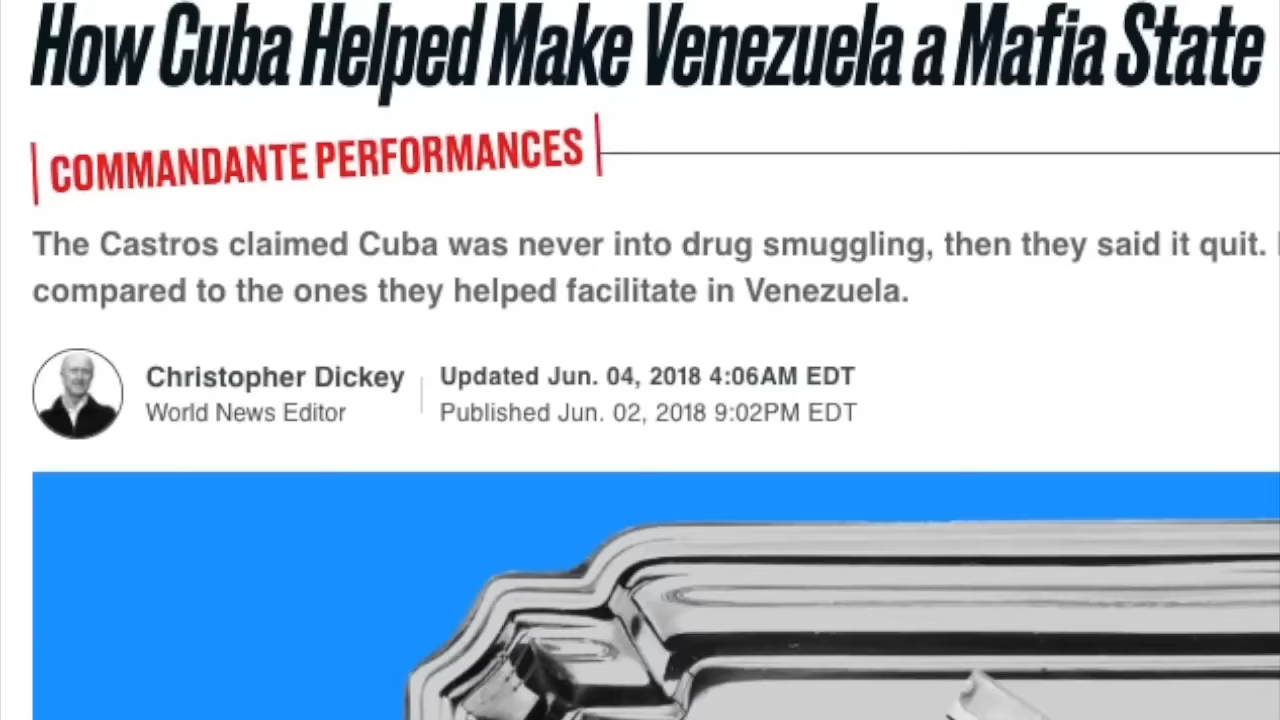 How Cuba Helped Make Venezuela a Mafia State
COMMANDANTE PERFORMANCES
The Castros claimed Cuba was never into drug smuggling, then they said it quit.
compared to the ones they helped facilitate in Venezuela.
Christopher Dickey
World News Editor
Updated Jun. 04, 2018 4:06AM EDT
Published Jun. 02, 2018 9:02PM EDT